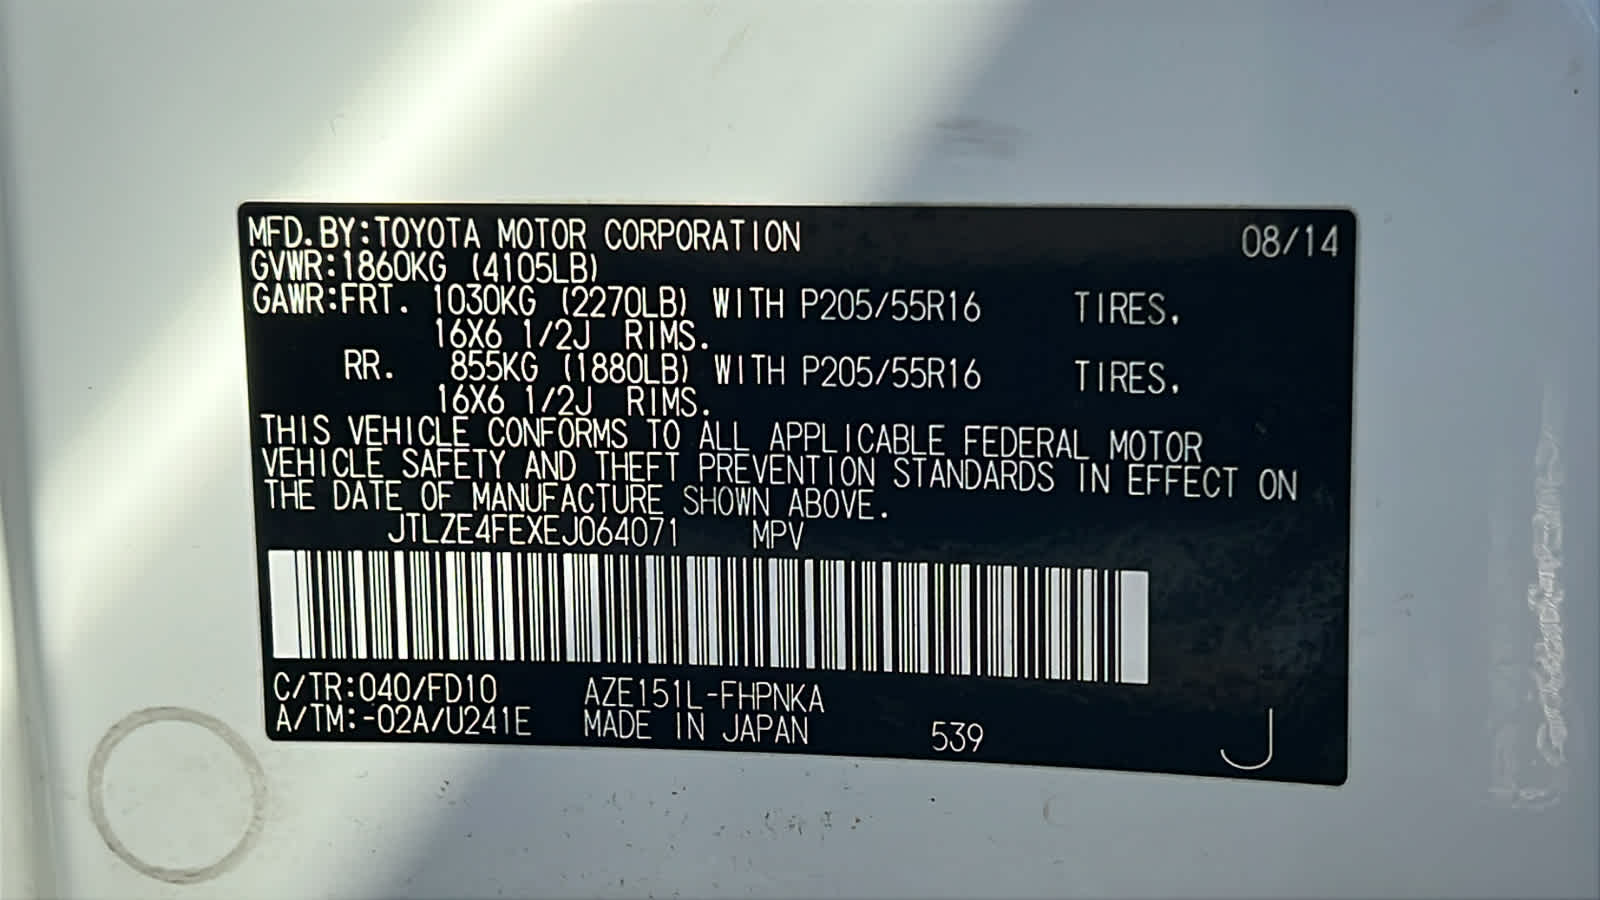 MFD. BY:TOYOTA MOTOR CORPORATION 08/14
GVWR:1860KG (4105LB)
GAWR:FRT. 1030KG (2270LB) WITH P205/55R16 TIRES,
16X6 1/2J RIMS.
RR. 855KG (1880LB) WITH P205/55R16 TIRES,
16X6 1/2J RIMS.
THIS VEHICLE CONFORMS TO ALL APPLICABLE FEDERAL MOTOR
VEHICLE SAFETY AND THEFT PREVENTION STANDARDS IN EFFECT ON
THE DATE OF MANUFACTURE SHOWN ABOVE.
JTLZE4FEXEJ064071 MPV
C/TR:040/FD10 AZE151L-FHPNKA
A/TM:-02A/U241E MADE IN JAPAN 539 J